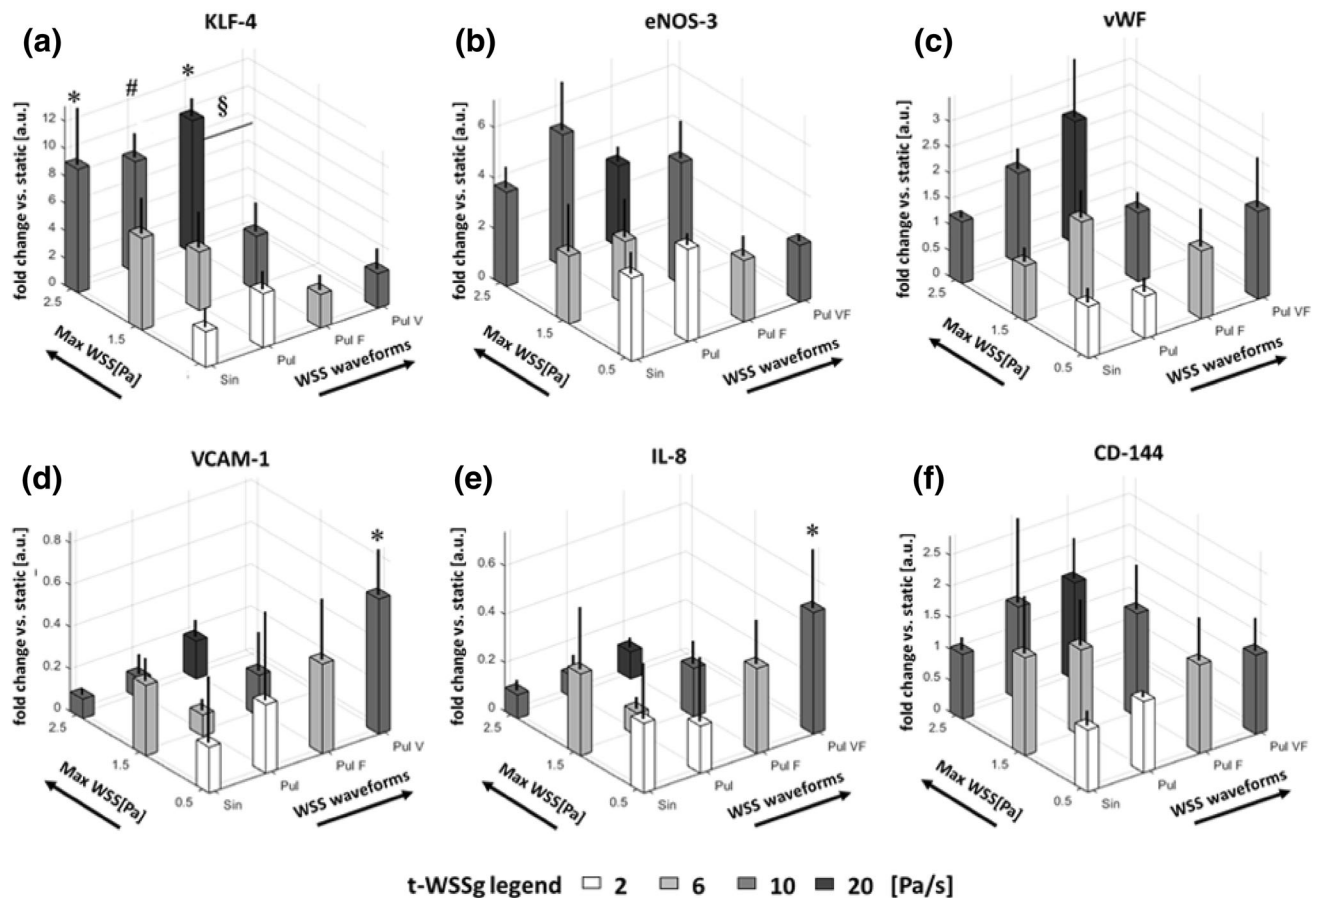 (a) KLF-4
fold change vs. static [a.u.]
12
10
8
6
4
2
0
2.5
1.5
* # * §
Max WSS[Pa]
Sin Pul Pul F Pul V
WSS waveforms
(b) eNOS-3
fold change vs. static [a.u.]
6
4
2
0
2.5
1.5
0.5
Max WSS[Pa]
Sin Pul Pul F Pul VF
WSS waveforms
(c) vWF
fold change vs. static [a.u.]
3
2.5
2
1.5
1
0.5
0
2.5
1.5
0.5
Max WSS[Pa]
Sin Pul Pul F Pul VF
WSS waveforms
(d) VCAM-1
fold change vs. static [a.u.]
0.8
0.6
0.4
0.2
0
2.5
1.5
0.5
*
Max WSS[Pa]
Sin Pul Pul F Pul V
WSS waveforms
(e) IL-8
fold change vs. static [a.u.]
0.6
0.4
0.2
0
2.5
1.5
0.5
*
Max WSS[Pa]
Sin Pul Pul F Pul VF
WSS waveforms
(f) CD-144
fold change vs. static [a.u.]
2.5
2
1.5
1
0.5
0
2.5
1.5
0.5
Max WSS[Pa]
Sin Pul Pul F Pul VF
WSS waveforms
t-WSSg legend 2 6 10 20 [Pa/s]